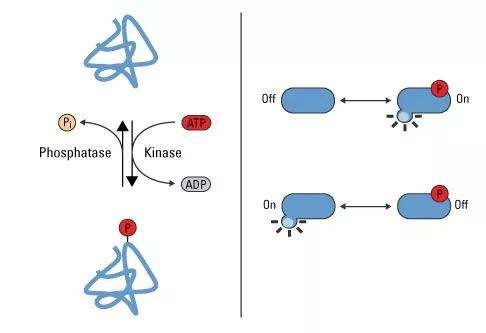 Pi
ATP
Phosphatase
Kinase
ADP
P
P
Off
On
P
On
Off